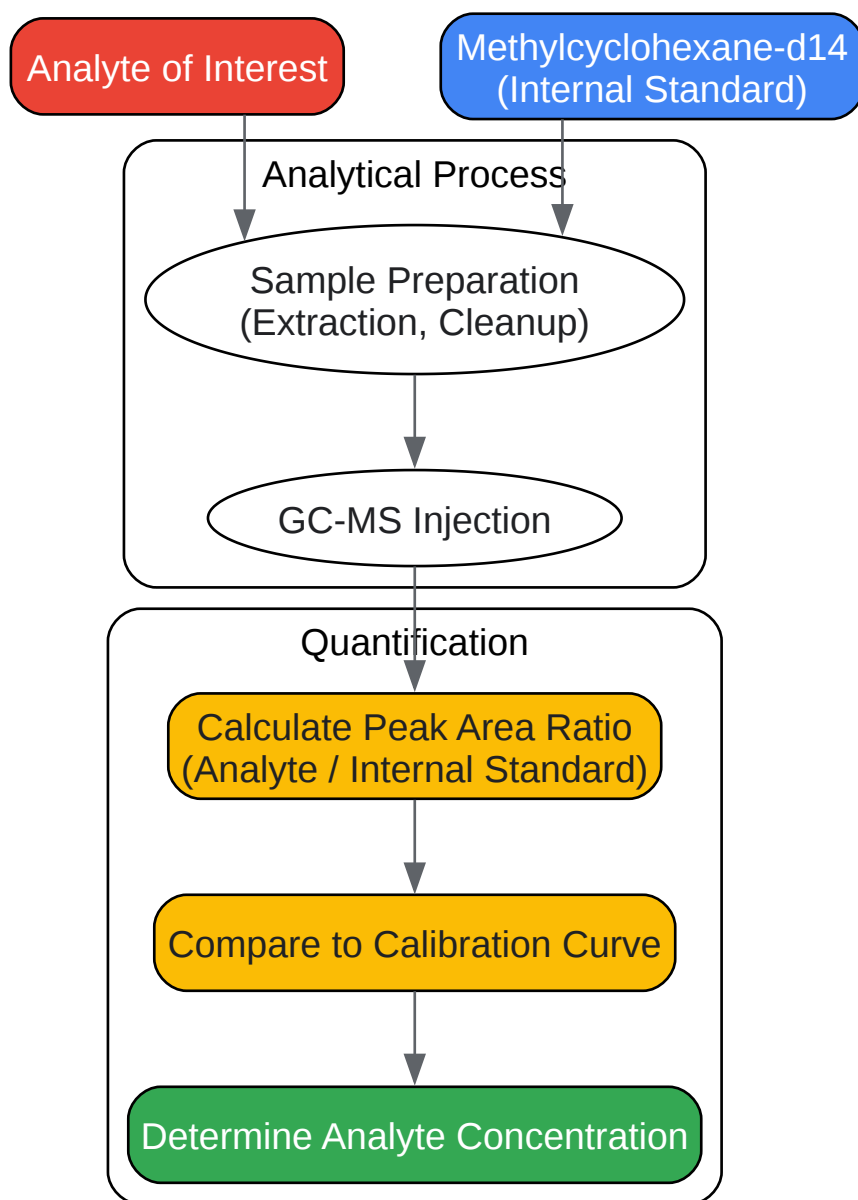 Analyte of Interest
Methylcyclohexane-d14
(Internal Standard)
Analytical Process
Sample Preparation
(Extraction, Cleanup)
GC-MS Injection
Quantification
Calculate Peak Area Ratio
(Analyte / Internal Standard)
Compare to Calibration Curve
Determine Analyte Concentration